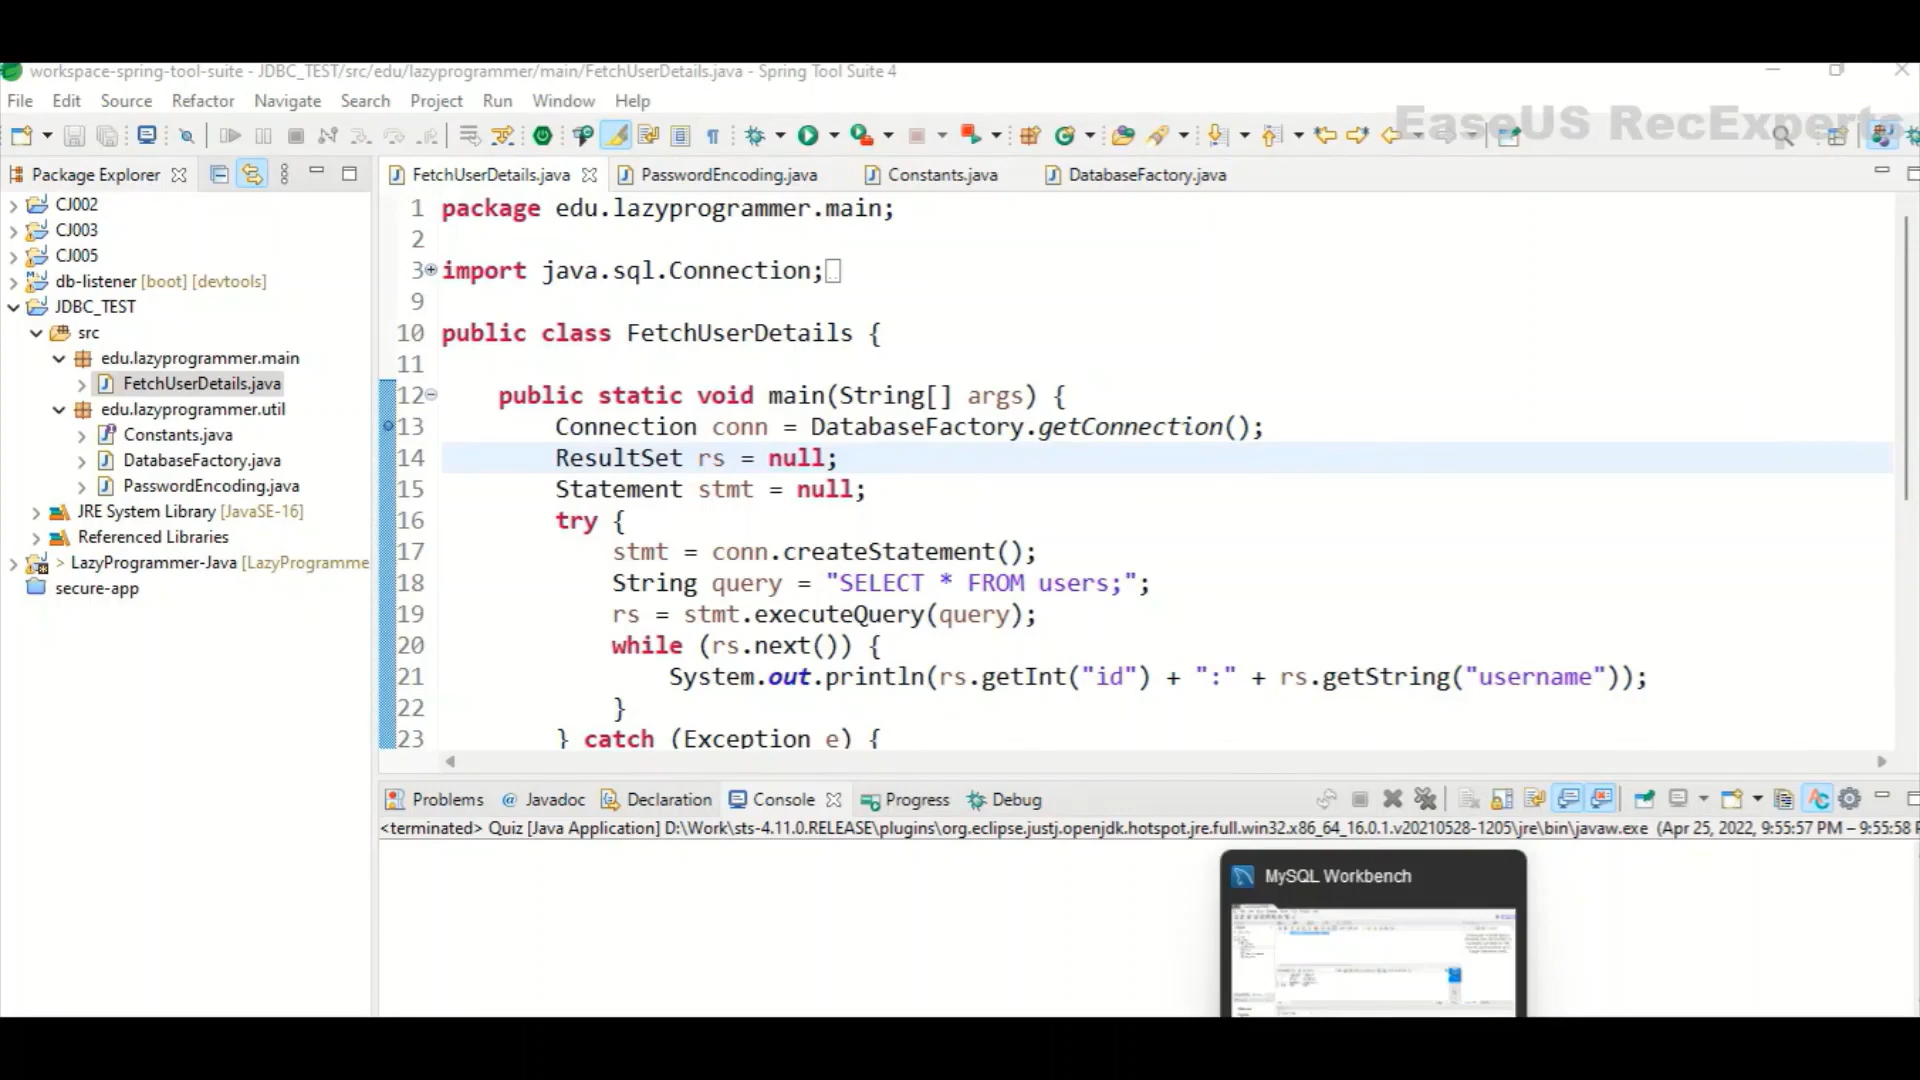 workspace-spring-tool-suite - JDBC_TEST/src/edu/lazyprogrammer/main/FetchUserDetails.java - Spring Tool Suite 4
File Edit Source Refactor Navigate Search Project Run Window Help
EaseUS RecExperts
Package Explorer
CJ002
CJ003
CJ005
db-listener [boot] [devtools]
JDBC_TEST
src
edu.lazyprogrammer.main
FetchUserDetails.java
edu.lazyprogrammer.util
Constants.java
DatabaseFactory.java
PasswordEncoding.java
JRE System Library [JavaSE-16]
Referenced Libraries
> LazyProgrammer-Java [LazyProgramme
secure-app
FetchUserDetails.java PasswordEncoding.java Constants.java DatabaseFactory.java
1 package edu.lazyprogrammer.main;
2
3 import java.sql.Connection;
9
10 public class FetchUserDetails {
11
12 public static void main(String[] args) {
13 Connection conn = DatabaseFactory.getConnection();
14 ResultSet rs = null;
15 Statement stmt = null;
16 try {
17 stmt = conn.createStatement();
18 String query = "SELECT * FROM users;";
19 rs = stmt.executeQuery(query);
20 while (rs.next()) {
21 System.out.println(rs.getInt("id") + ":" + rs.getString("username"));
22 }
23 } catch (Exception e) {
Problems @ Javadoc Declaration Console Progress Debug
<terminated> Quiz [Java Application] D:\Work\sts-4.11.0.RELEASE\plugins\org.eclipse.justj.openjdk.hotspot.jre.full.win32.x86_64_16.0.1.v20210528-1205\jre\bin\javaw.exe (Apr 25, 2022, 9:55:57 PM – 9:55:58 P
MySQL Workbench